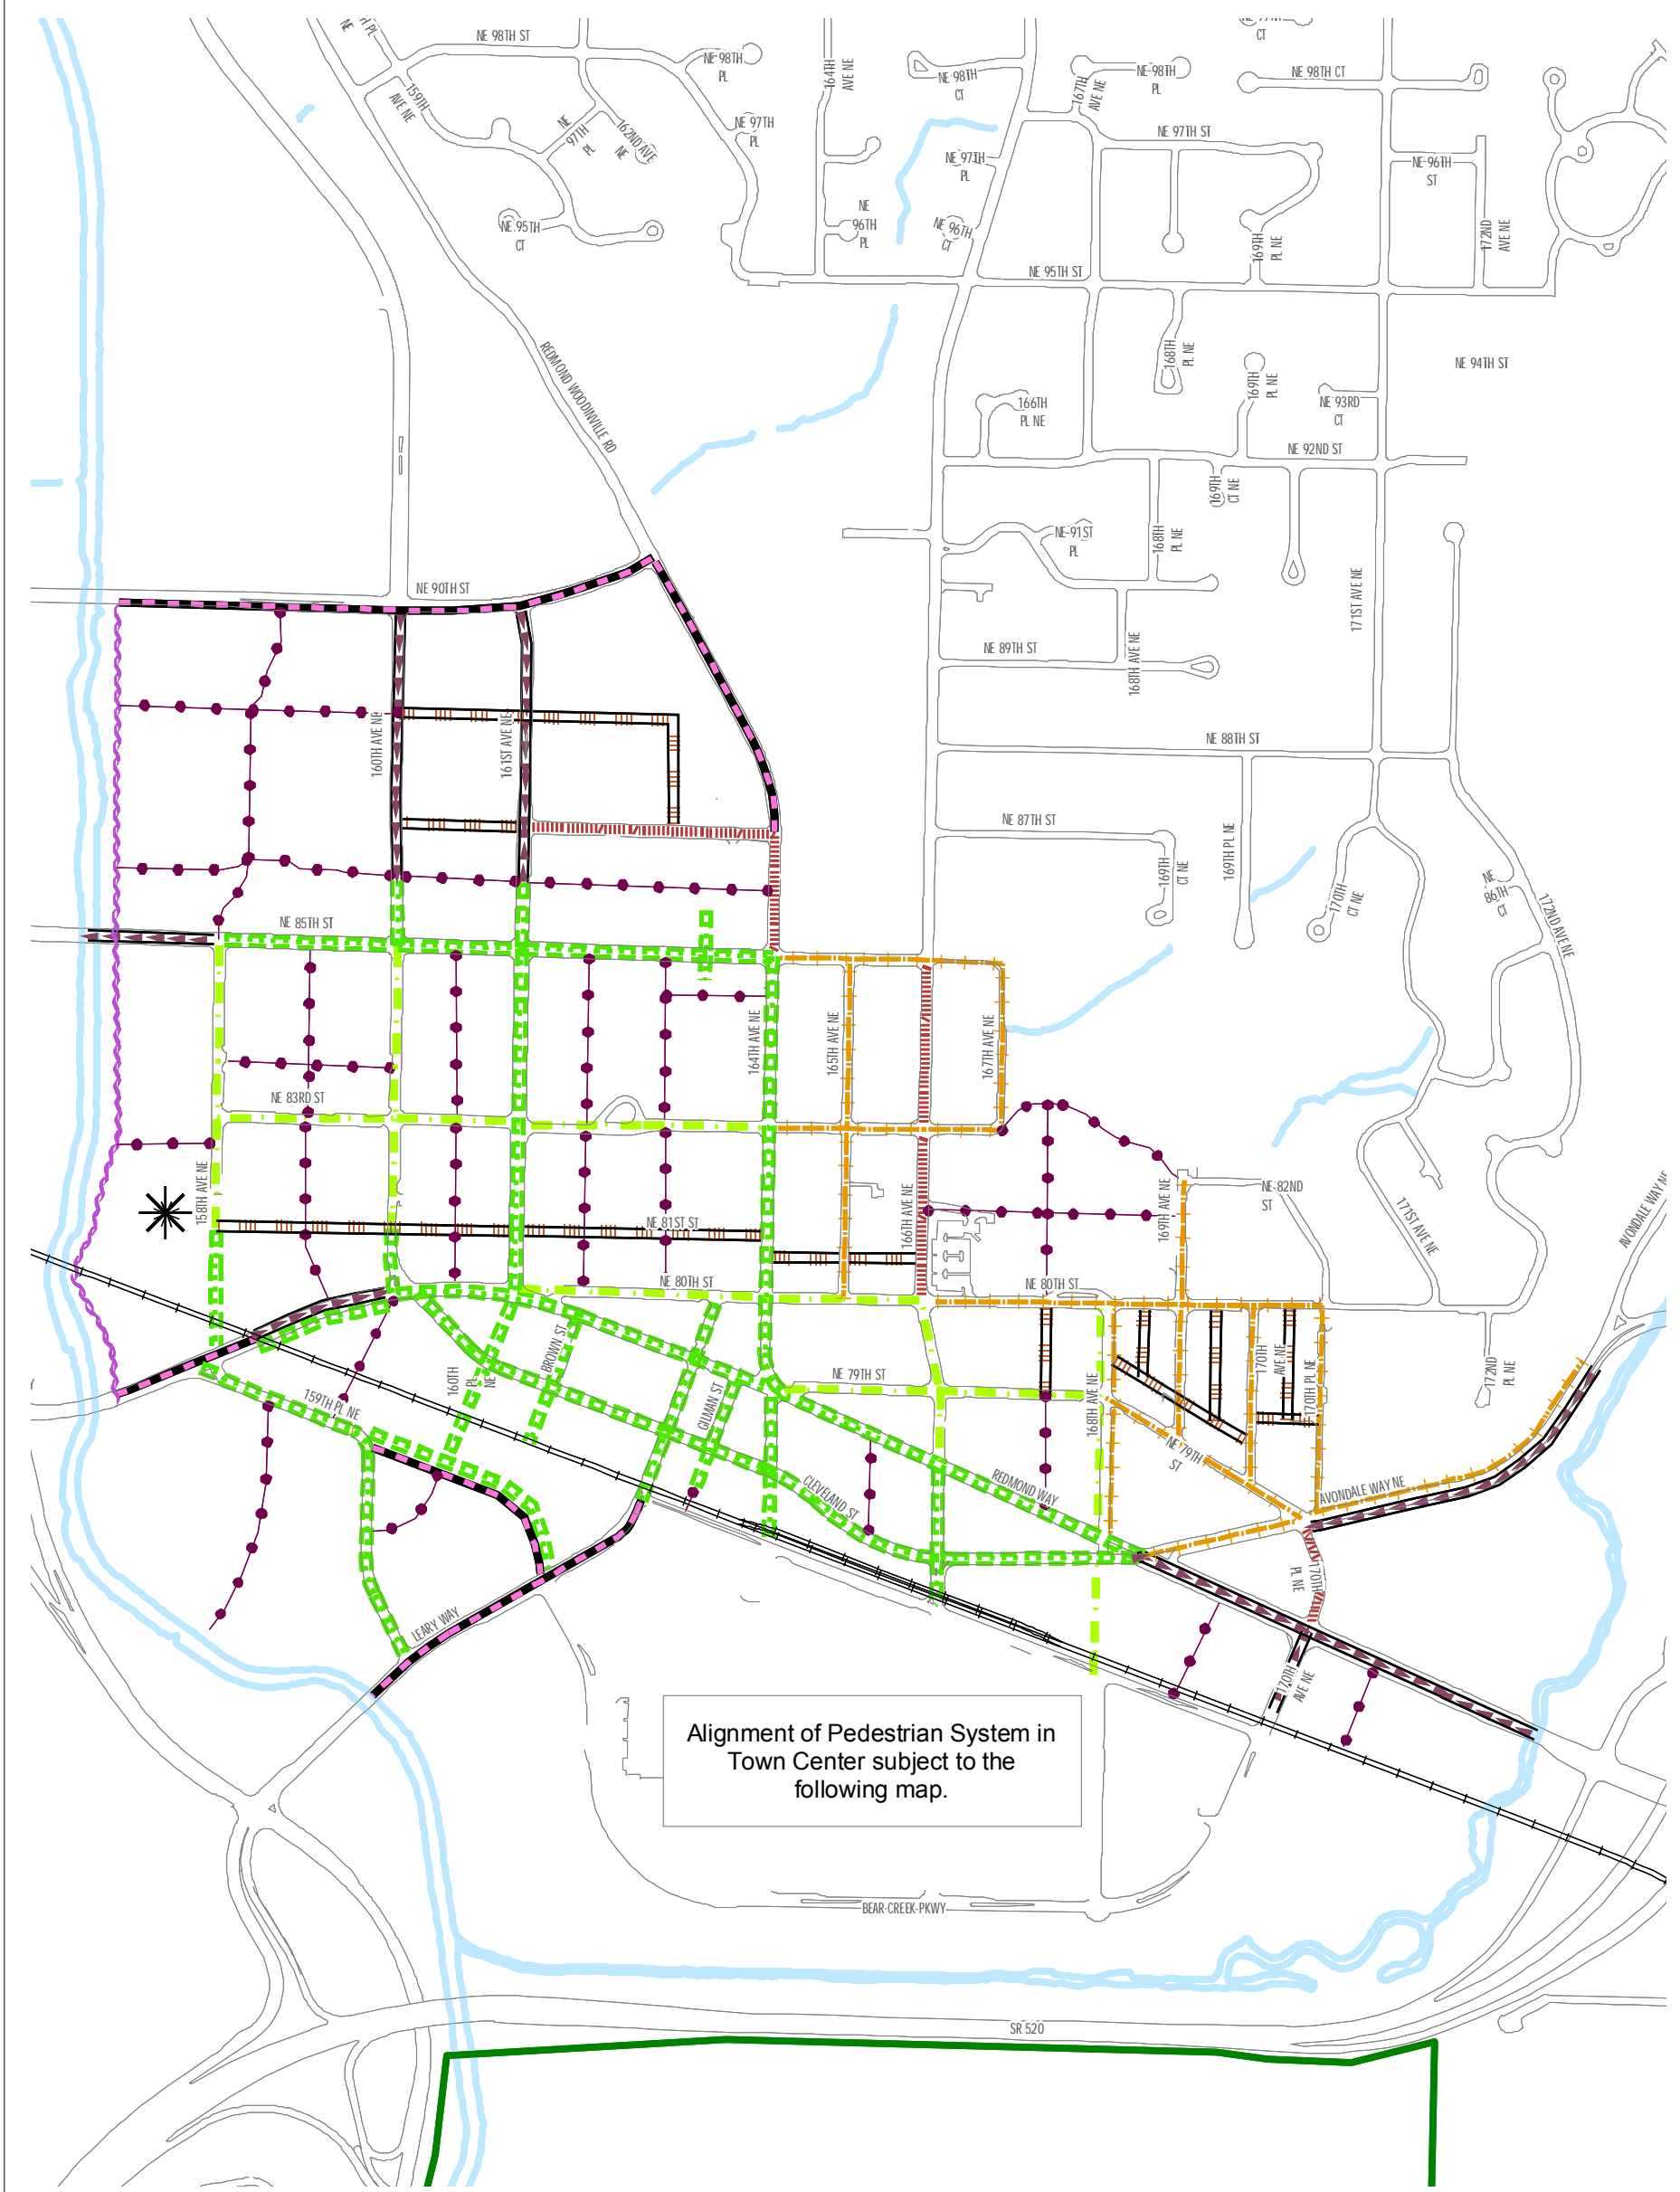 NE
NE 98TH ST
NE 98TH
PL
164TH
AVE NE
NE 98TH
CT
167TH
AVE NE
NE 98TH
PL
CT
NE 98TH CT
159TH
AVE NE
NE
97TH
PL
162ND AVE
NE
NE 97TH
PL
NE 97TH ST
NE 97TH
PL
NE 96TH
ST
NE 95TH
CT
NE
96TH
PL
NE 96TH
CT
169TH
PL NE
172ND
AVE NE
NE 95TH ST
REDMOND WOODINVILLE RD
168TH
PL NE
169TH
PL NE
NE 94TH ST
166TH
PL NE
NE 93RD
CT
NE 92ND ST
169TH
CT NE
NE 91ST
PL
168TH
PL NE
NE 90TH ST
171ST AVE NE
NE 89TH ST
168TH AVE NE
160TH AVE NE
161ST AVE NE
NE 88TH ST
NE 87TH ST
169TH
CT NE
169TH PL NE
170TH
CT NE
NE
86TH
CT
172ND AVE NE
NE 85TH ST
164TH AVE NE
165TH AVE NE
167TH AVE NE
NE 83RD ST
158TH AVE NE
NE 81ST ST
166TH AVE NE
169TH AVE NE
NE 82ND
ST
171ST AVE NE
AVONDALE WAY NE
NE 80TH ST
NE 80TH ST
160TH
PL
NE
BROWN ST
GILMAN ST
NE 79TH ST
168TH AVE NE
170TH
AVE NE
170TH PL NE
172ND
PL NE
159TH PL NE
NE 79TH
ST
CLEVELAND ST
REDMOND WAY
AVONDALE WAY NE
170TH
PL NE
LEARY WAY
170TH
AVE NE
Alignment of Pedestrian System in
Town Center subject to the
following map.
BEAR CREEK PKWY
SR 520